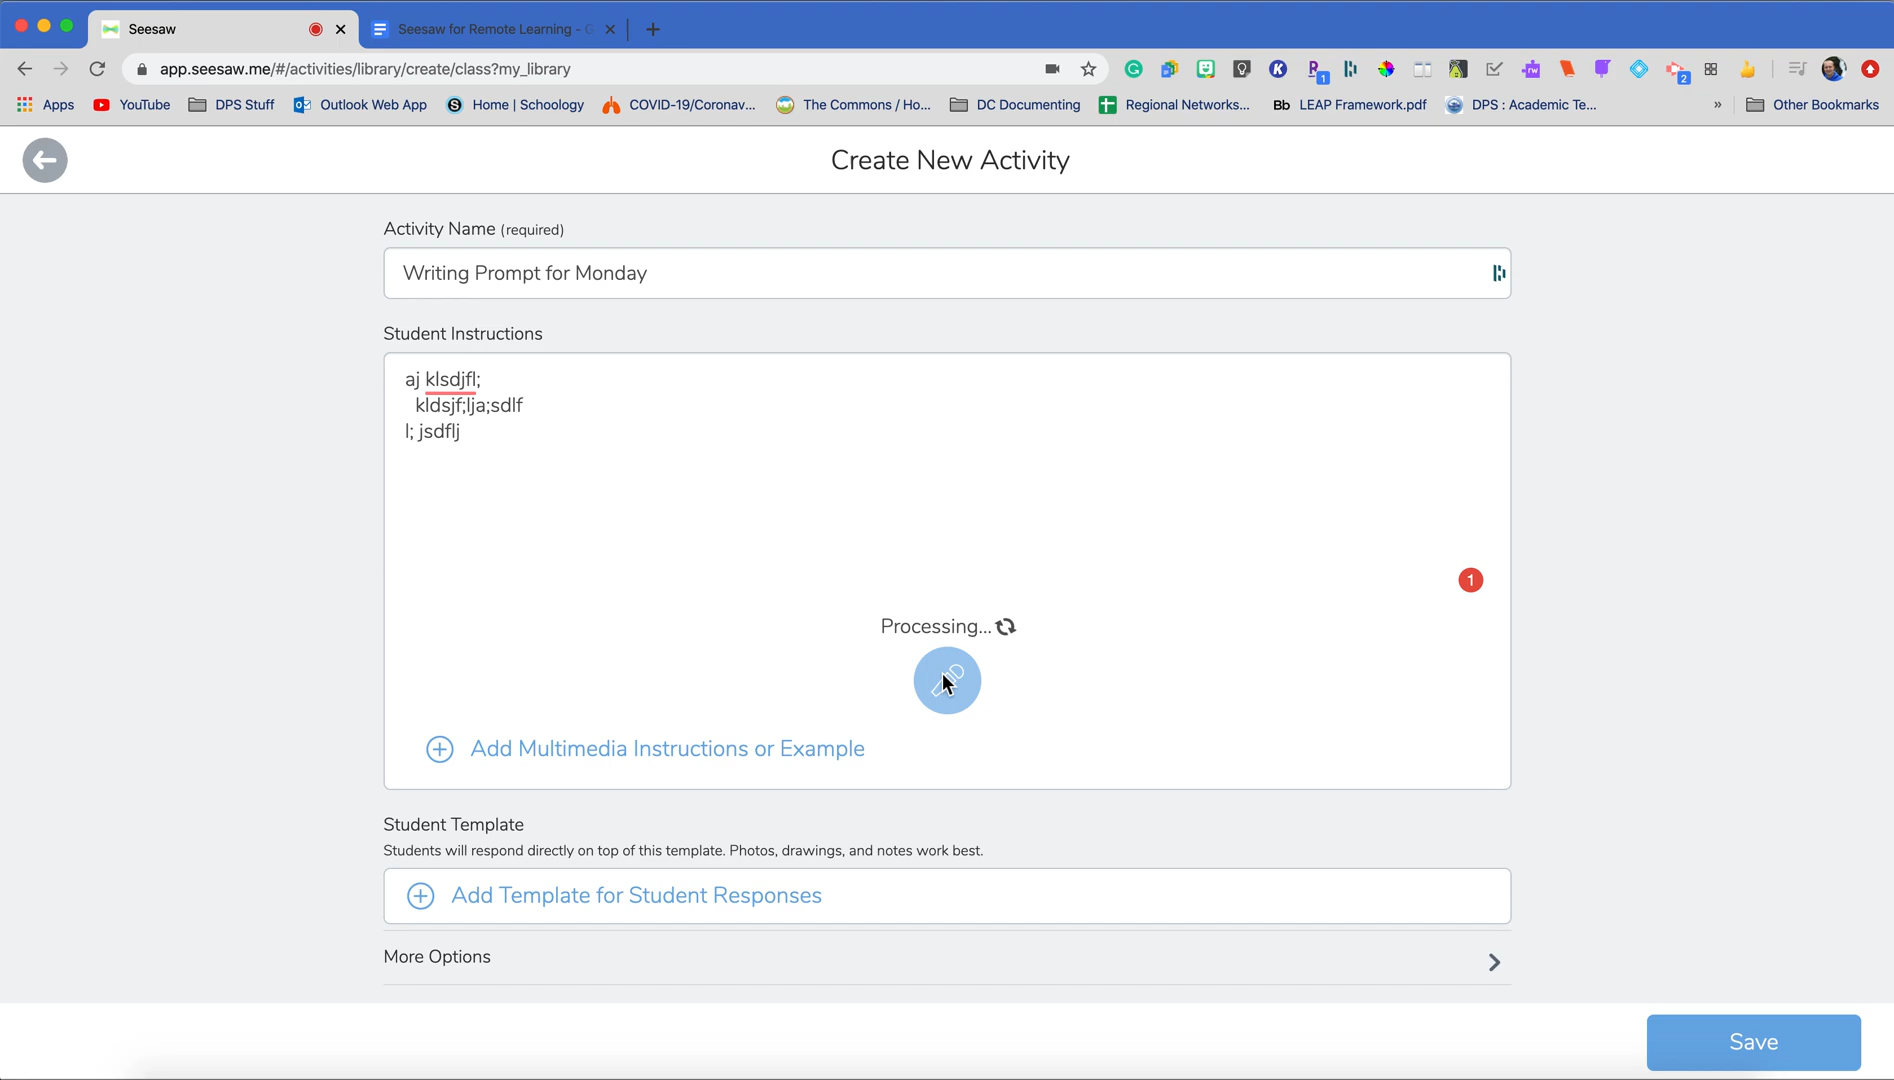 Seesaw
Seesaw for Remote Learning -
app.seesaw.me/#/activities/library/create/class?my_library
1
2
Apps
YouTube
DPS Stuff
Outlook Web App
Home | Schoology
COVID-19/Coronav...
The Commons / Ho...
DC Documenting
Regional Networks...
Bb LEAP Framework.pdf
DPS : Academic Te...
» Other Bookmarks
Create New Activity
Activity Name (required)
Writing Prompt for Monday
Student Instructions
aj klsdjfl;
kldsjf;lja;sdlf
l; jsdflj
1
Processing...
Add Multimedia Instructions or Example
Student Template
Students will respond directly on top of this template. Photos, drawings, and notes work best.
Add Template for Student Responses
More Options
Save